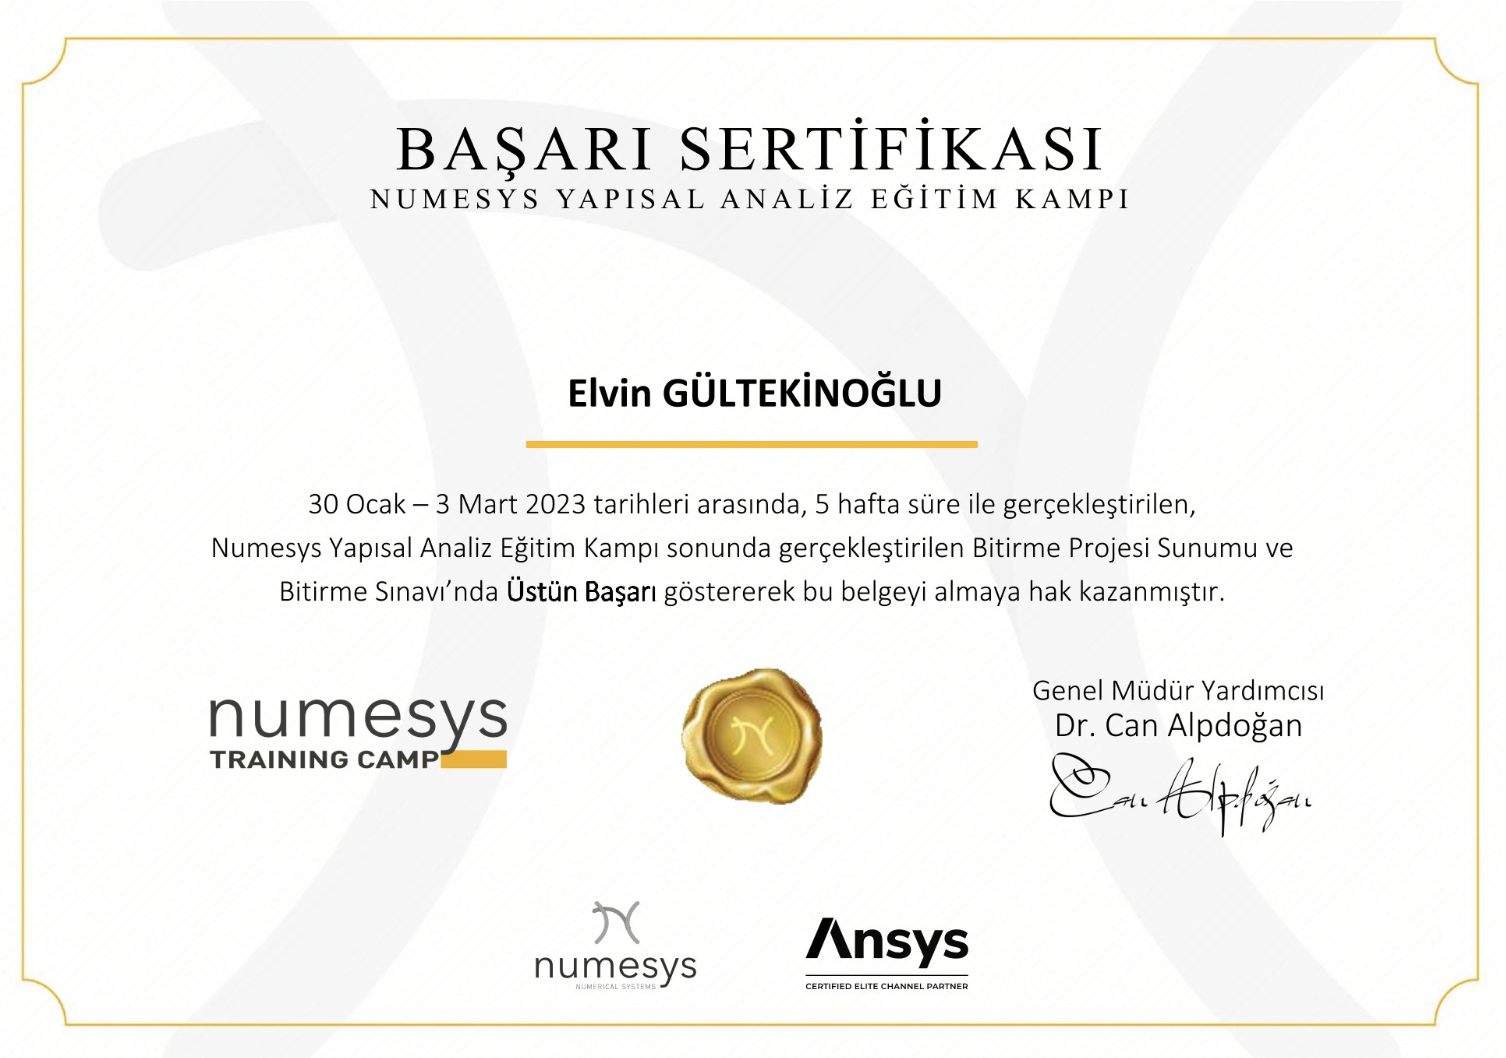 BAŞARI SERTİFİKASI
NUMESYS YAPISAL ANALİZ EĞİTİM KAMPI
Elvin GÜLTEKİNOĞLU
30 Ocak – 3 Mart 2023 tarihleri arasında, 5 hafta süre ile gerçekleştirilen,
Numesys Yapısal Analiz Eğitim Kampı sonunda gerçekleştirilen Bitirme Projesi Sunumu ve
Bitirme Sınavı’nda Üstün Başarı göstererek bu belgeyi almaya hak kazanmıştır.
numesys
TRAINING CAMP
Genel Müdür Yardımcısı
Dr. Can Alpdoğan
Can Alpdoğan
numesys
NUMERICAL SYSTEMS
Ansys
CERTIFIED ELITE CHANNEL PARTNER